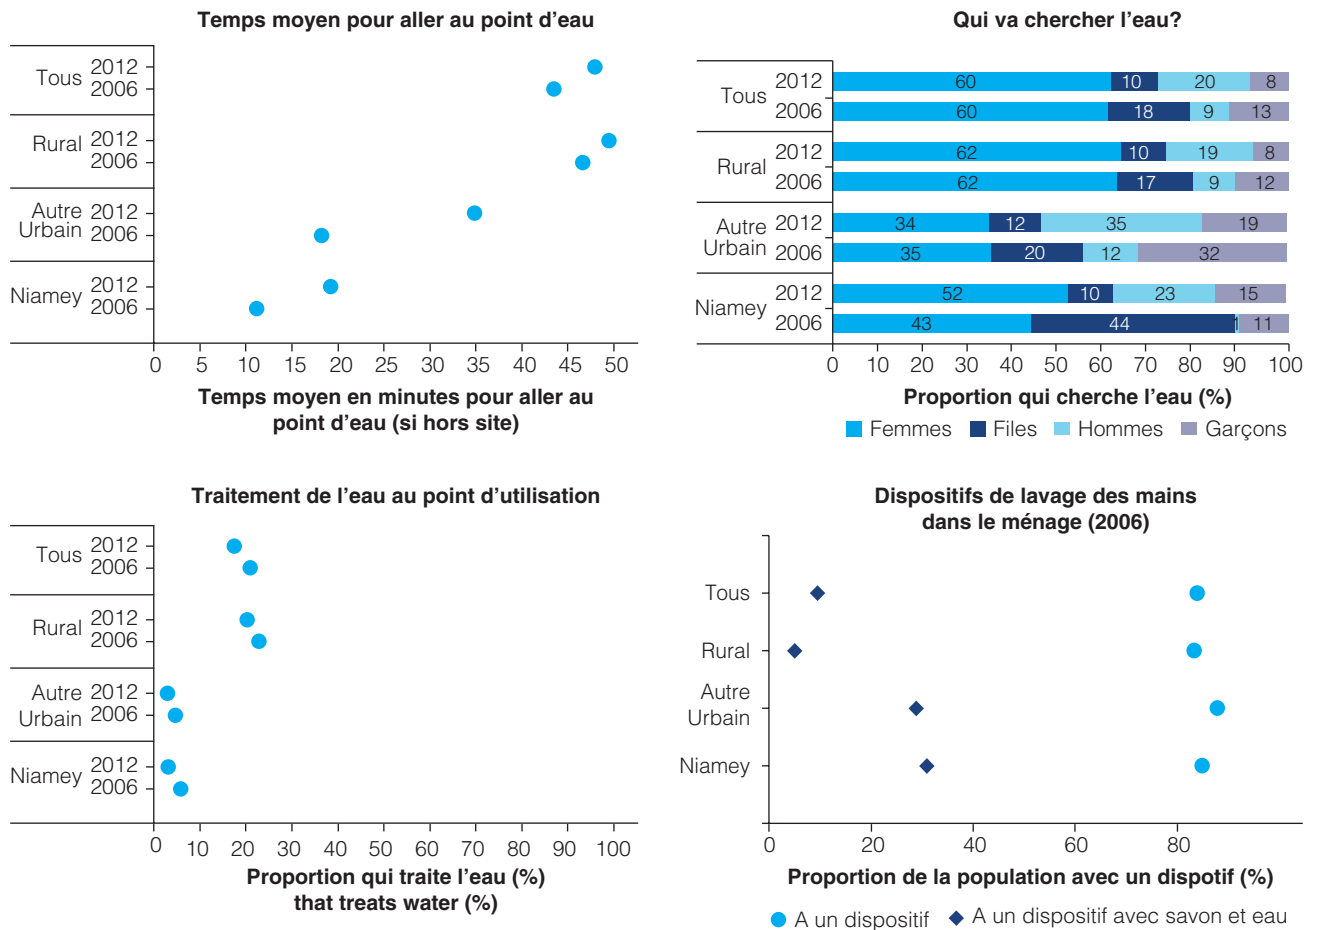 Temps moyen pour aller au point d'eau
Tous 2012
2006
Rural 2012
2006
Autre 2012
Urbain 2006
Niamey 2012
2006
0 5 10 15 20 25 30 35 40 45 50
Temps moyen en minutes pour aller au
point d'eau (si hors site)
Qui va chercher l'eau?
Tous 2012 60 10 20 8
2006 60 18 9 13
Rural 2012 62 10 19 8
2006 62 17 9 12
Autre 2012 34 12 35 19
Urbain 2006 35 20 12 32
Niamey 2012 52 10 23 15
2006 43 44 1 11
0 10 20 30 40 50 60 70 80 90 100
Proportion qui cherche l'eau (%)
Femmes Files Hommes Garçons
Traitement de l'eau au point d'utilisation
Tous 2012
2006
Rural 2012
2006
Autre 2012
Urbain 2006
Niamey 2012
2006
0 10 20 30 40 50 60 70 80 90 100
Proportion qui traite l'eau (%)
that treats water (%)
Dispositifs de lavage des mains
dans le ménage (2006)
Tous
Rural
Autre
Urbain
Niamey
0 20 40 60 80
Proportion de la population avec un dispotif (%)
A un dispositif A un dispositif avec savon et eau